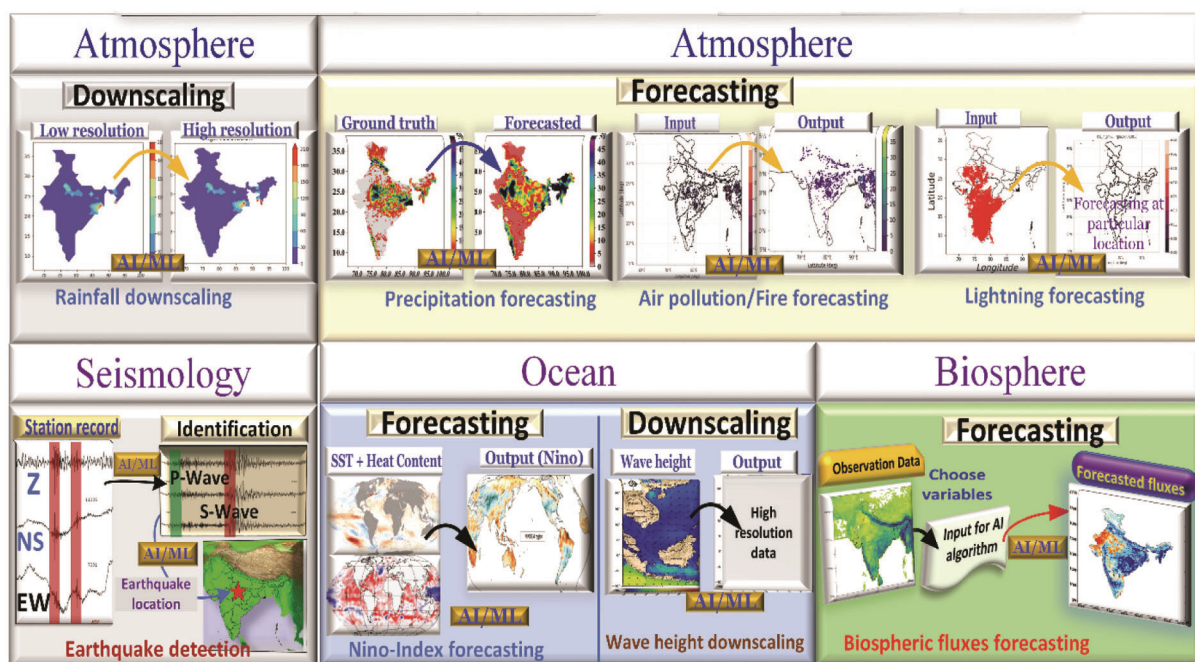 Atmosphere
Atmosphere
Downscaling
Low resolution
High resolution
AI/ML
Rainfall downscaling
Forecasting
Ground truth
Forecasted
AI/ML
Precipitation forecasting
Input
Output
Latitude (deg)
AI/ML
Air pollution/Fire forecasting
Input
Output
Latitude
Longitude
Forecasting at
particular
location
AI/ML
Lightning forecasting
Seismology
Station record
Identification
Z
NS
EW
AI/ML
P-Wave
S-Wave
AI/ML
Earthquake
location
Earthquake detection
Ocean
Forecasting
SST + Heat Content
Output (Nino)
AI/ML
Nino-Index forecasting
Downscaling
Wave height
Output
High
resolution
data
AI/ML
Wave height downscaling
Biosphere
Forecasting
Observation Data
Choose
variables
Input for AI
algorithm
AI/ML
Forecasted fluxes
Biospheric fluxes forecasting